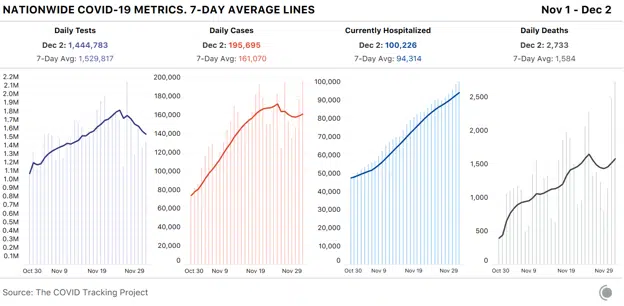 NATIONWIDE COVID-19 METRICS. 7-DAY AVERAGE LINES
Nov 1 - Dec 2
Daily Tests
Dec 2: 1,444,783
7-Day Avg: 1,529,817
2.2M
2.1M
2.0M
1.9M
1.8M
1.7M
1.6M
1.5M
1.4M
1.3M
1.2M
1.1M
1.0M
0.9M
0.8M
0.7M
0.6M
0.5M
0.4M
0.3M
0.2M
0.1M
Oct 30 Nov 9 Nov 19 Nov 29
Daily Cases
Dec 2: 195,695
7-Day Avg: 161,070
200,000
180,000
160,000
140,000
120,000
100,000
80,000
60,000
40,000
20,000
0
Oct 30 Nov 9 Nov 19 Nov 29
Currently Hospitalized
Dec 2: 100,226
7-Day Avg: 94,314
100,000
90,000
80,000
70,000
60,000
50,000
40,000
30,000
20,000
10,000
0
Oct 30 Nov 9 Nov 19 Nov 29
Daily Deaths
Dec 2: 2,733
7-Day Avg: 1,584
2,500
1,500
1,000
500
0
Oct 30 Nov 9 Nov 19 Nov 29
Source: The COVID Tracking Project